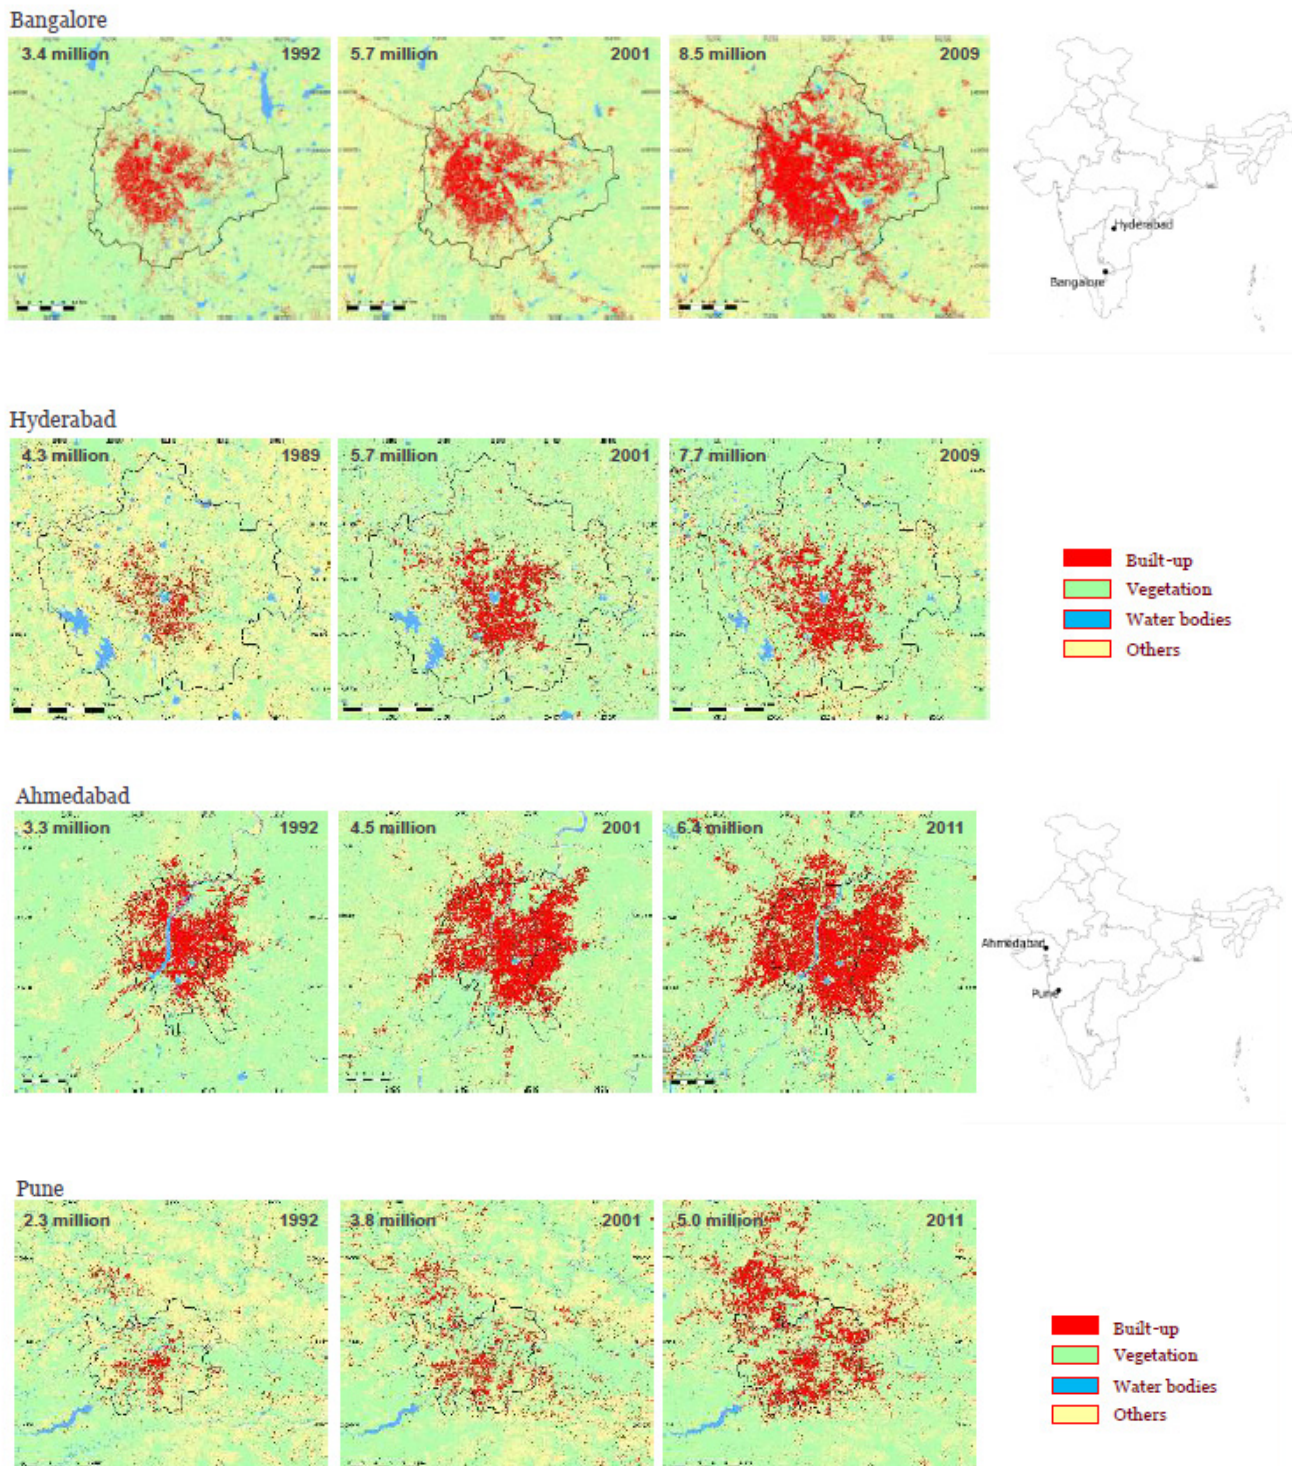 Bangalore
3.4 million 1992
5.7 million 2001
8.5 million 2009
Hyderabad
Bangalore
Hyderabad
4.3 million 1989
5.7 million 2001
7.7 million 2009
Built-up
Vegetation
Water bodies
Others
Ahmedabad
3.3 million 1992
4.5 million 2001
6.4 million 2011
Ahmedabad
Pune
Pune
2.3 million 1992
3.8 million 2001
5.0 million 2011
Built-up
Vegetation
Water bodies
Others